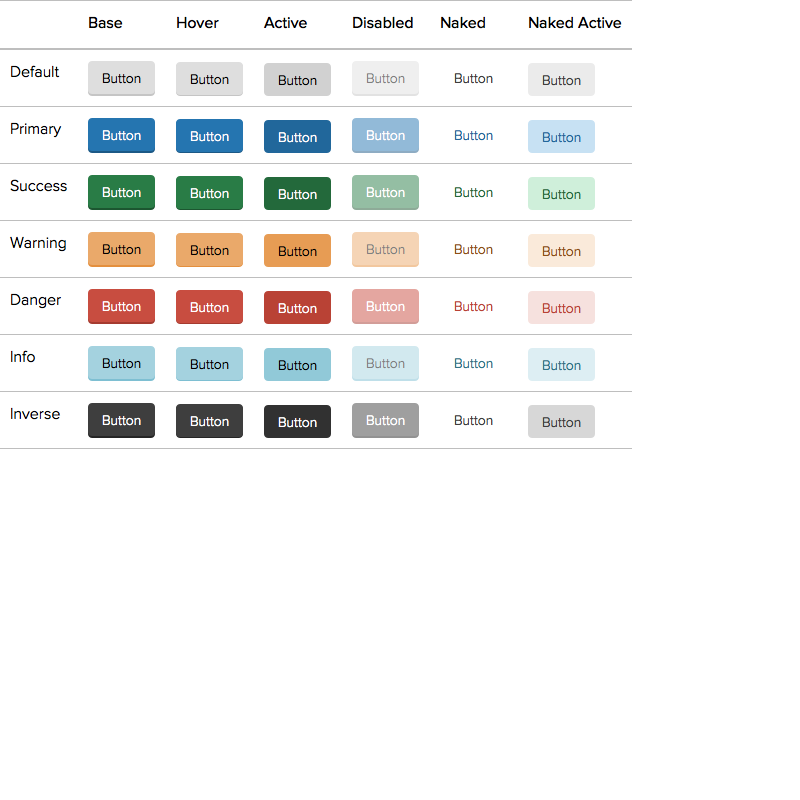 Base Hover Active Disabled Naked Naked Active
Default Button Button Button Button Button Button
Primary Button Button Button Button Button Button
Success Button Button Button Button Button Button
Warning Button Button Button Button Button Button
Danger Button Button Button Button Button Button
Info Button Button Button Button Button Button
Inverse Button Button Button Button Button Button